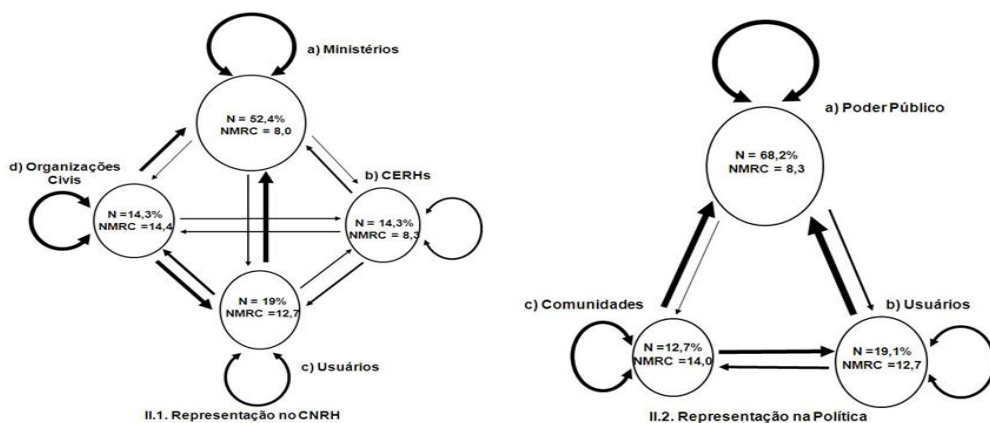 a) Ministérios
N = 52,4%
NMRC = 8,0
d) Organizações
Civis
b) CERHs
N =14,3%
NMRC =14,4
N = 14,3%
NMRC = 8,3
N = 19%
NMRC =12,7
c) Usuários
II.1. Representação no CNRH
a) Poder Público
N = 68,2%
NMRC = 8,3
c) Comunidades
b) Usuários
N =12,7%
NMRC =14,0
N =19,1%
NMRC = 12,7
II.2. Representação na Política